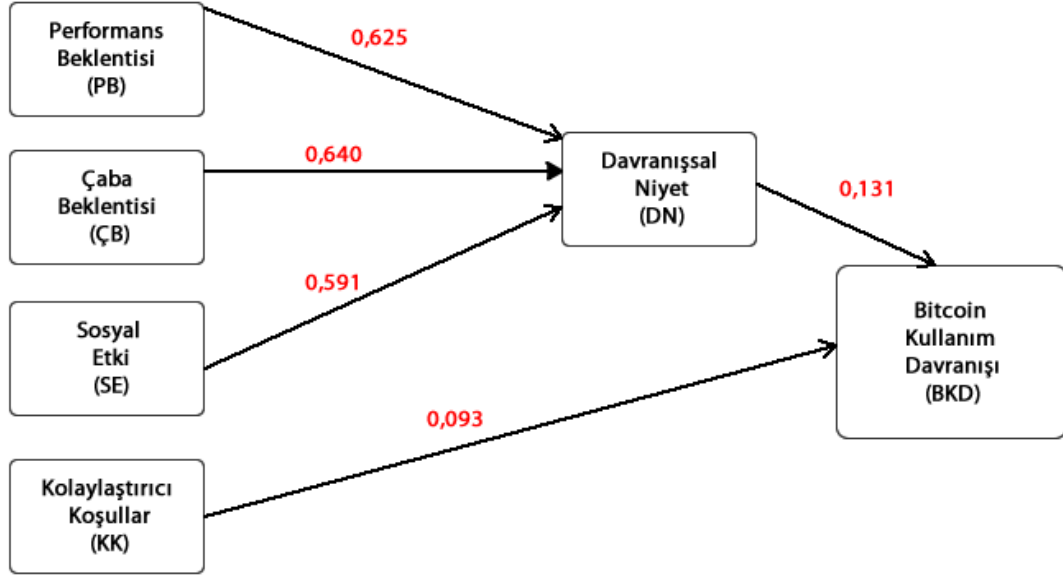 Performans
Beklentisi
(PB)
0,625
Çaba
Beklentisi
(ÇB)
0,640
Davranışsal
Niyet
(DN)
0,131
Sosyal
Etki
(SE)
0,591
Bitcoin
Kullanım
Davranışı
(BKD)
0,093
Kolaylaştırıcı
Koşullar
(KK)